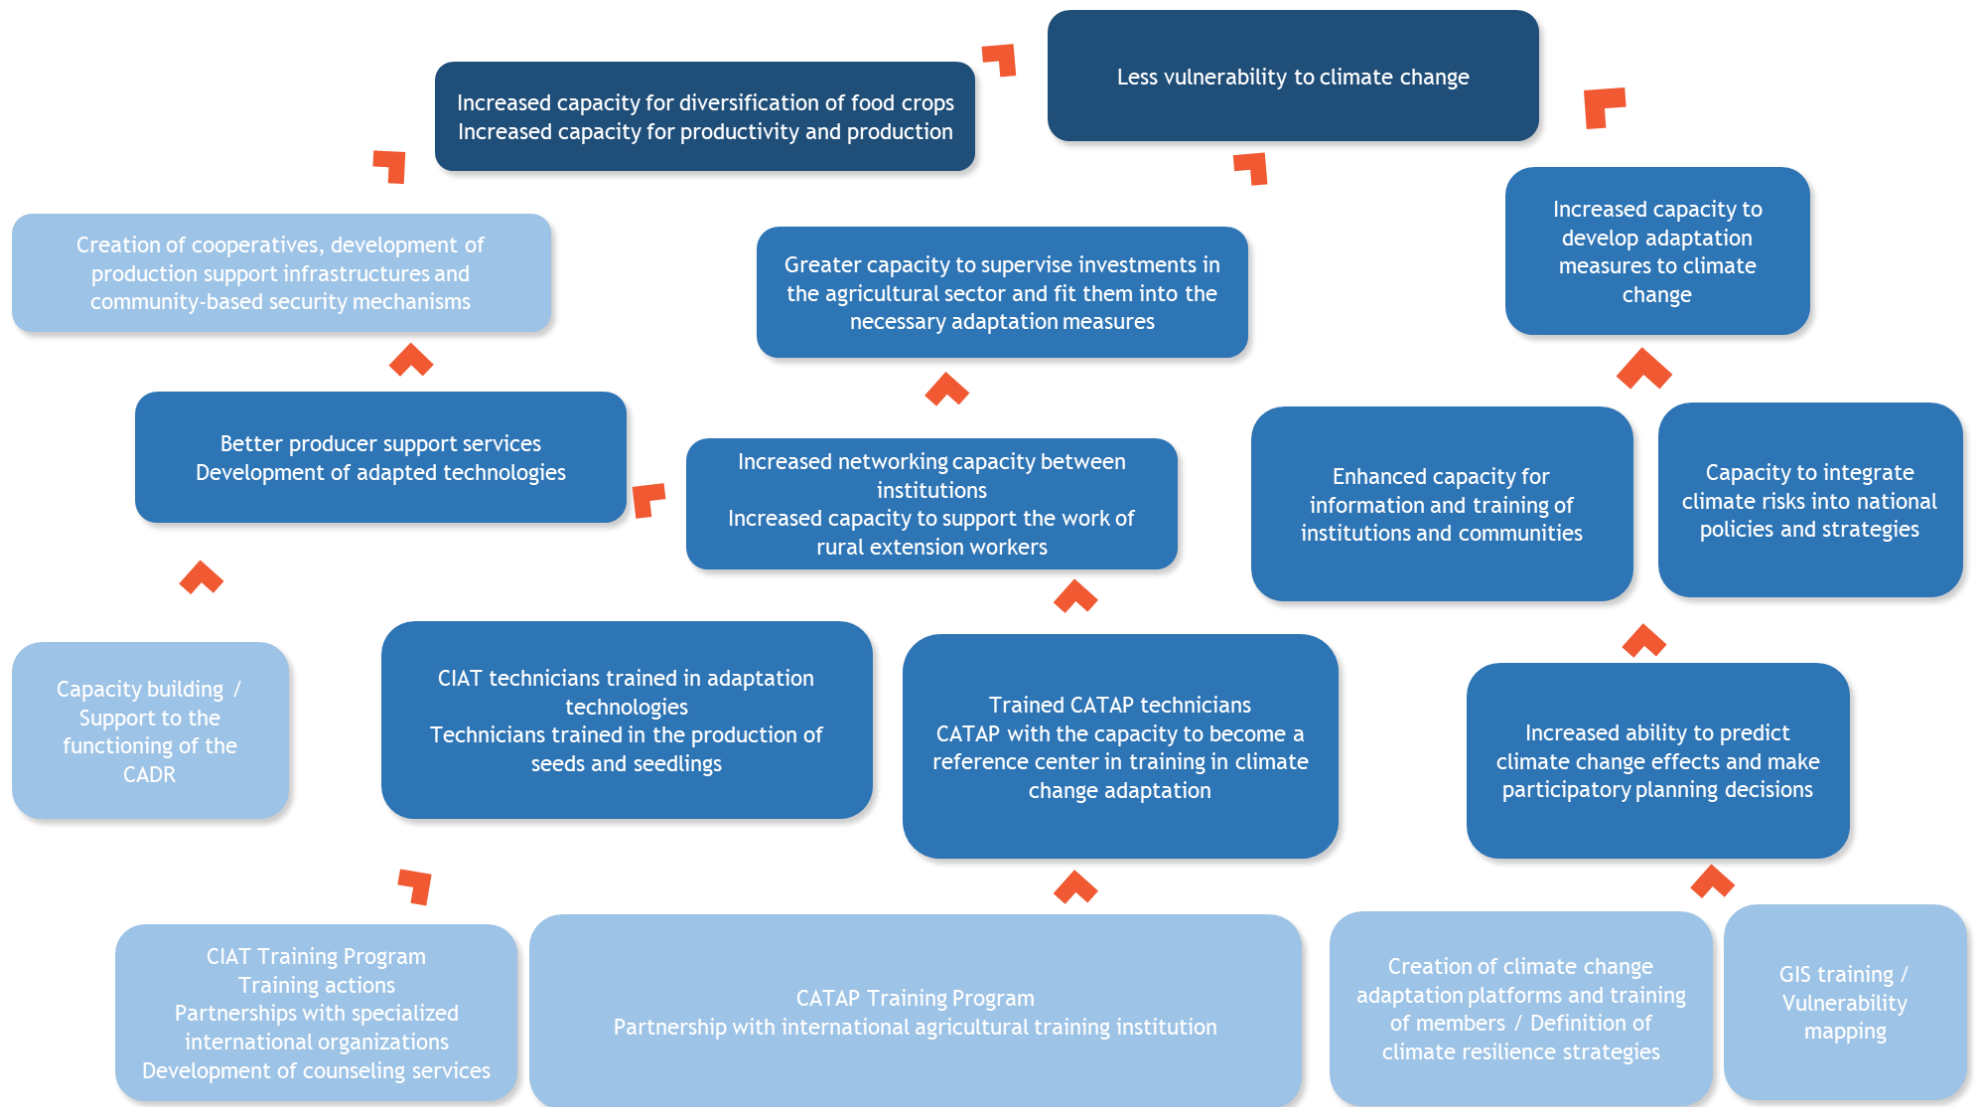 Less vulnerability to climate change
Increased capacity for diversification of food crops
Increased capacity for productivity and production
Increased capacity to
develop adaptation
measures to climate
change
Creation of cooperatives, development of
production support infrastructures and
community-based security mechanisms
Greater capacity to supervise investments in
the agricultural sector and fit them into the
necessary adaptation measures
Better producer support services
Development of adapted technologies
Increased networking capacity between
institutions
Increased capacity to support the work of
rural extension workers
Enhanced capacity for
information and training of
institutions and communities
Capacity to integrate
climate risks into national
policies and strategies
Capacity building /
Support to the
functioning of the
CADR
CIAT technicians trained in adaptation
technologies
Technicians trained in the production of
seeds and seedlings
Trained CATAP technicians
CATAP with the capacity to become a
reference center in training in climate
change adaptation
Increased ability to predict
climate change effects and make
participatory planning decisions
CIAT Training Program
Training actions
Partnerships with specialized
international organizations
Development of counseling services
CATAP Training Program
Partnership with international agricultural training institution
Creation of climate change
adaptation platforms and training
of members / Definition of
climate resilience strategies
GIS training /
Vulnerability
mapping